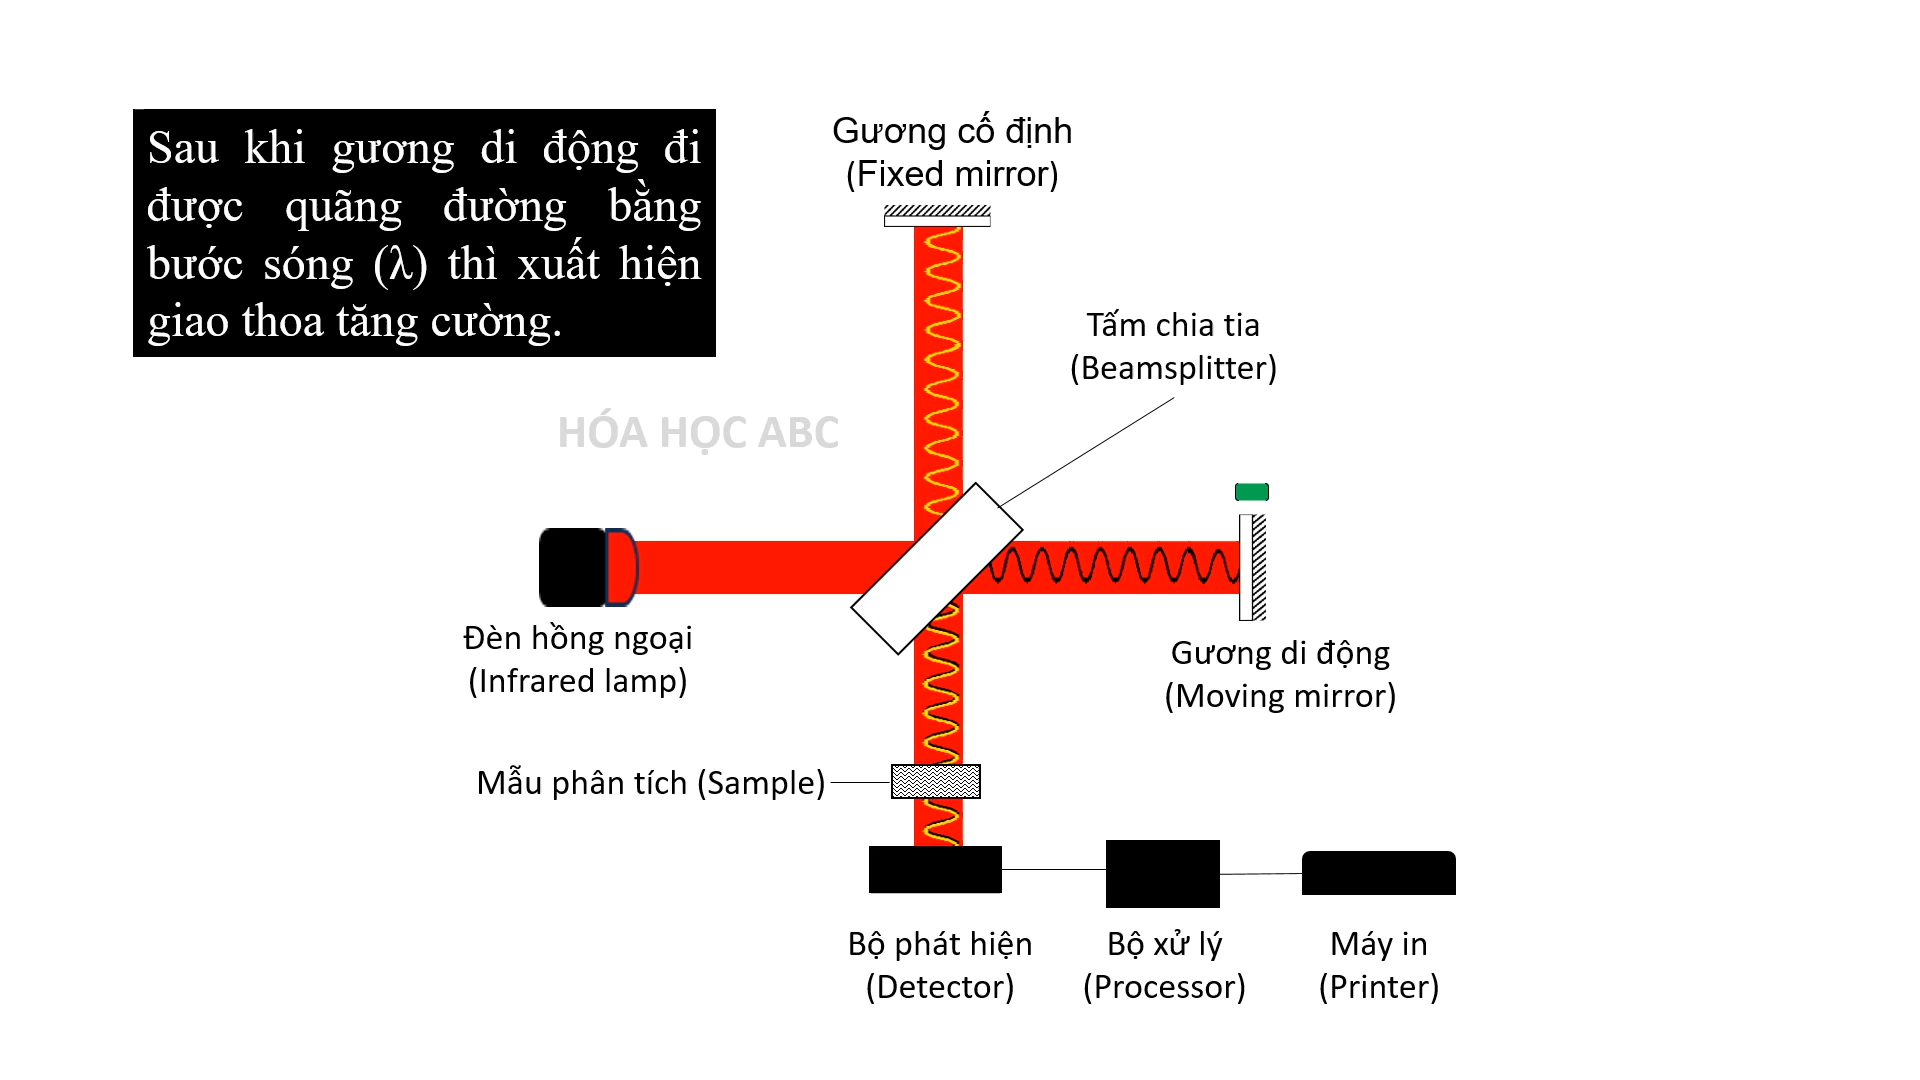 Sau khi gương di động đi
được quãng đường bằng
bước sóng (λ) thì xuất hiện
giao thoa tăng cường.
Gương cố định
(Fixed mirror)
Tấm chia tia
(Beamsplitter)
HÓA HỌC ABC
Đèn hồng ngoại
(Infrared lamp)
Gương di động
(Moving mirror)
Mẫu phân tích (Sample)
Bộ phát hiện
(Detector)
Bộ xử lý
(Processor)
Máy in
(Printer)